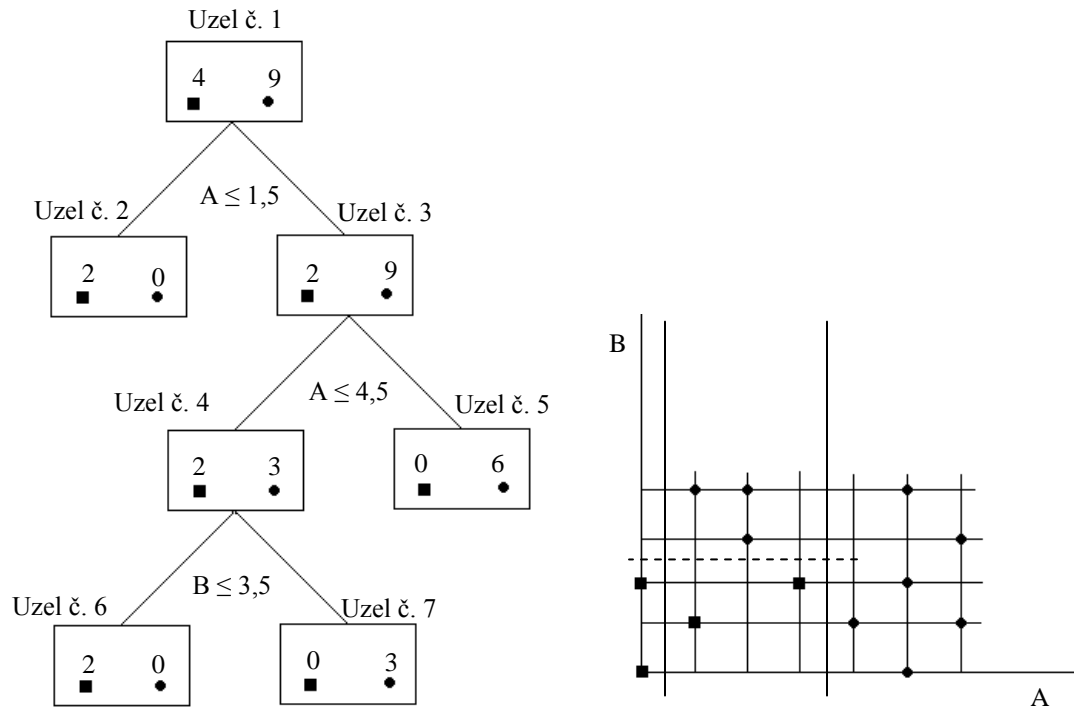 Uzel č. 1
4 9
Uzel č. 2
A ≤ 1,5
Uzel č. 3
2 0
2 9
Uzel č. 4
A ≤ 4,5
Uzel č. 5
2 3
0 6
Uzel č. 6
B ≤ 3,5
Uzel č. 7
2 0
0 3
B
A